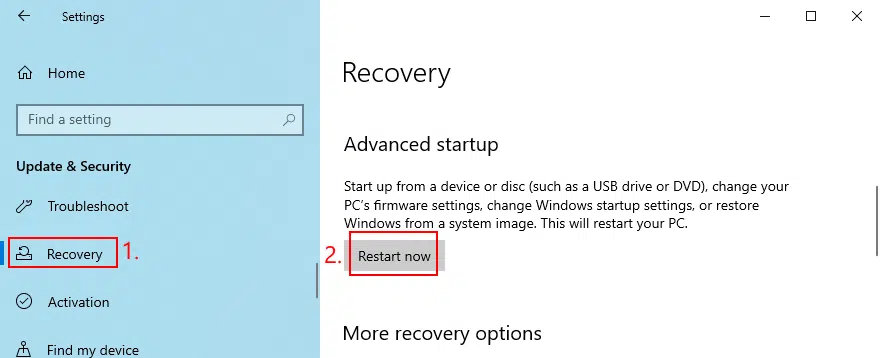 Settings
Home
Find a setting
Update & Security
Troubleshoot
Recovery
1.
Activation
Find my device
Recovery
Advanced startup
Start up from a device or disc (such as a USB drive or DVD), change your
PC's firmware settings, change Windows startup settings, or restore
Windows from a system image. This will restart your PC.
2.
Restart now
More recovery options